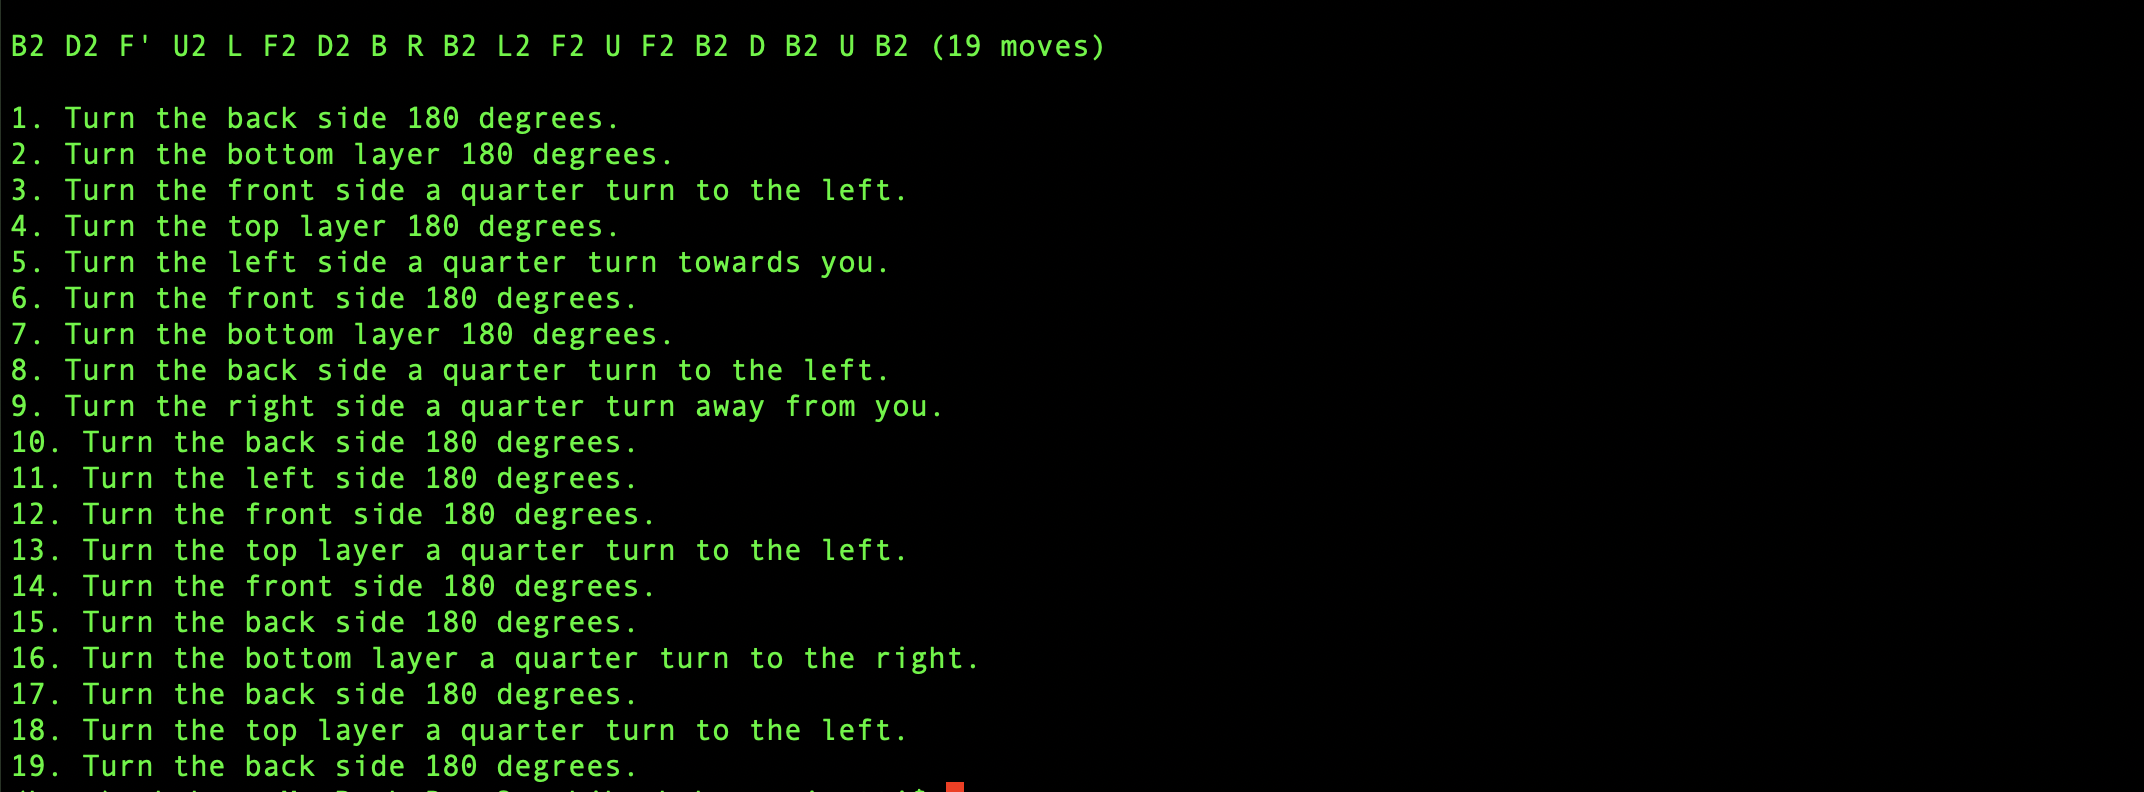 B2 D2 F' U2 L F2 D2 B R B2 L2 F2 U F2 B2 D B2 U B2 (19 moves)
1. Turn the back side 180 degrees.
2. Turn the bottom layer 180 degrees.
3. Turn the front side a quarter turn to the left.
4. Turn the top layer 180 degrees.
5. Turn the left side a quarter turn towards you.
6. Turn the front side 180 degrees.
7. Turn the bottom layer 180 degrees.
8. Turn the back side a quarter turn to the left.
9. Turn the right side a quarter turn away from you.
10. Turn the back side 180 degrees.
11. Turn the left side 180 degrees.
12. Turn the front side 180 degrees.
13. Turn the top layer a quarter turn to the left.
14. Turn the front side 180 degrees.
15. Turn the back side 180 degrees.
16. Turn the bottom layer a quarter turn to the right.
17. Turn the back side 180 degrees.
18. Turn the top layer a quarter turn to the left.
19. Turn the back side 180 degrees.